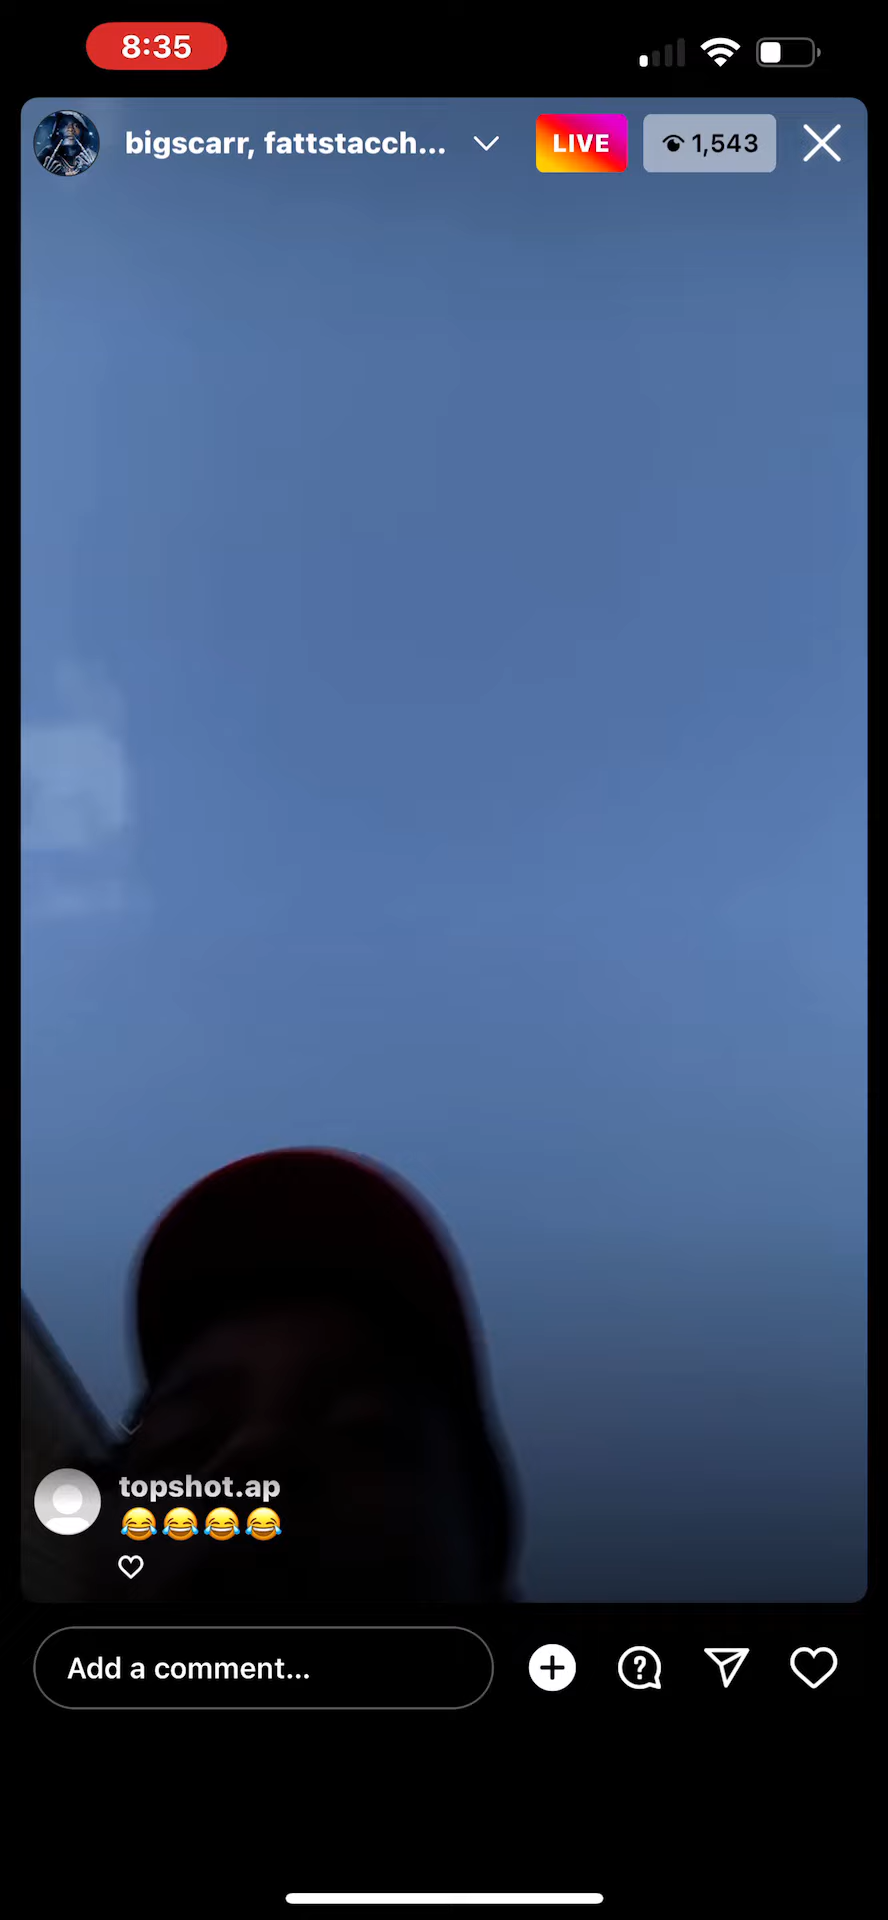 8:35
bigscarr, fattstacch...
LIVE
1,543
topshot.ap
😂😂😂😂
Add a comment...